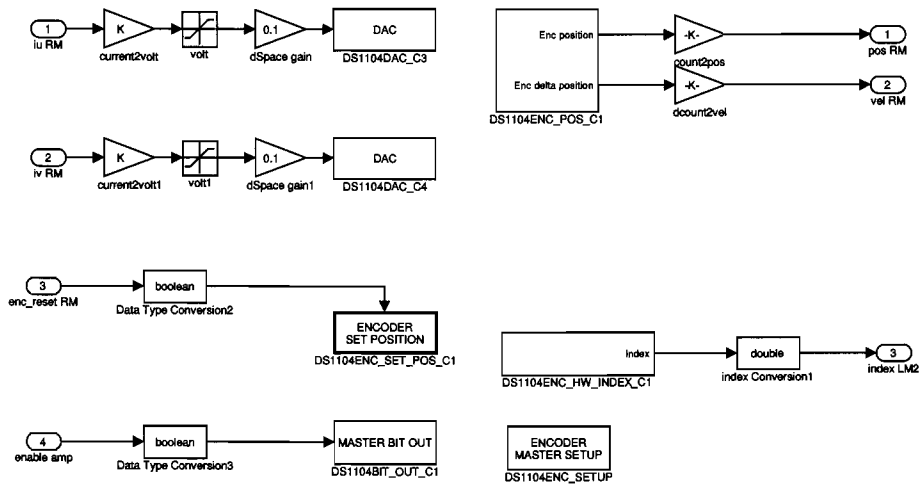 1
iu RM
K
current2volt
volt
0.1
dSpace gain
DAC
DS1104DAC_C3
2
iv RM
K
current2volt1
volt1
0.1
dSpace gain1
DAC
DS1104DAC_C4
3
enc_reset RM
boolean
Data Type Conversion2
ENCODER
SET POSITION
DS1104ENC_SET_POS_C1
4
enable amp
boolean
Data Type Conversion3
MASTER BIT OUT
DS1104BIT_OUT_C1
Enc position
Enc delta position
DS1104ENC_POS_C1
-K-
count2pos
1
pos RM
-K-
dcount2vel
2
vel RM
Index
DS1104ENC_HW_INDEX_C1
double
index Conversion1
3
index LM2
ENCODER
MASTER SETUP
DS1104ENC_SETUP